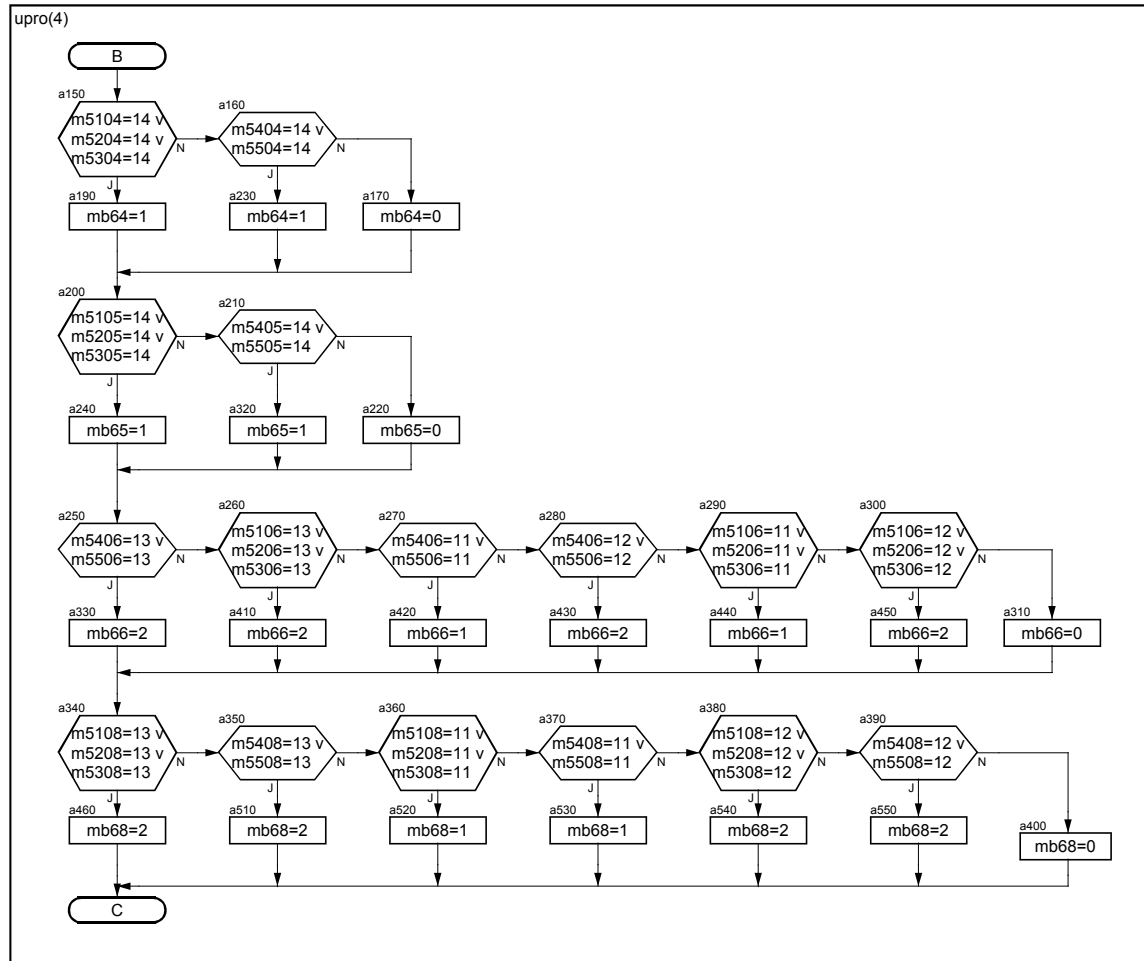 upro(4)
B
a150
m5104=14 v
m5204=14 v
m5304=14
N
J
a160
m5404=14 v
m5504=14
N
J
a190
mb64=1
a230
mb64=1
a170
mb64=0
a200
m5105=14 v
m5205=14 v
m5305=14
N
J
a210
m5405=14 v
m5505=14
N
J
a240
mb65=1
a320
mb65=1
a220
mb65=0
a250
m5406=13 v
m5506=13
N
J
a260
m5106=13 v
m5206=13 v
m5306=13
N
J
a270
m5406=11 v
m5506=11
N
J
a280
m5406=12 v
m5506=12
N
J
a290
m5106=11 v
m5206=11 v
m5306=11
N
J
a300
m5106=12 v
m5206=12 v
m5306=12
N
J
a330
mb66=2
a410
mb66=2
a420
mb66=1
a430
mb66=2
a440
mb66=1
a450
mb66=2
a310
mb66=0
a340
m5108=13 v
m5208=13 v
m5308=13
N
J
a350
m5408=13 v
m5508=13
N
J
a360
m5108=11 v
m5208=11 v
m5308=11
N
J
a370
m5408=11 v
m5508=11
N
J
a380
m5108=12 v
m5208=12 v
m5308=12
N
J
a390
m5408=12 v
m5508=12
N
J
a460
mb68=2
a510
mb68=2
a520
mb68=1
a530
mb68=1
a540
mb68=2
a550
mb68=2
a400
mb68=0
C